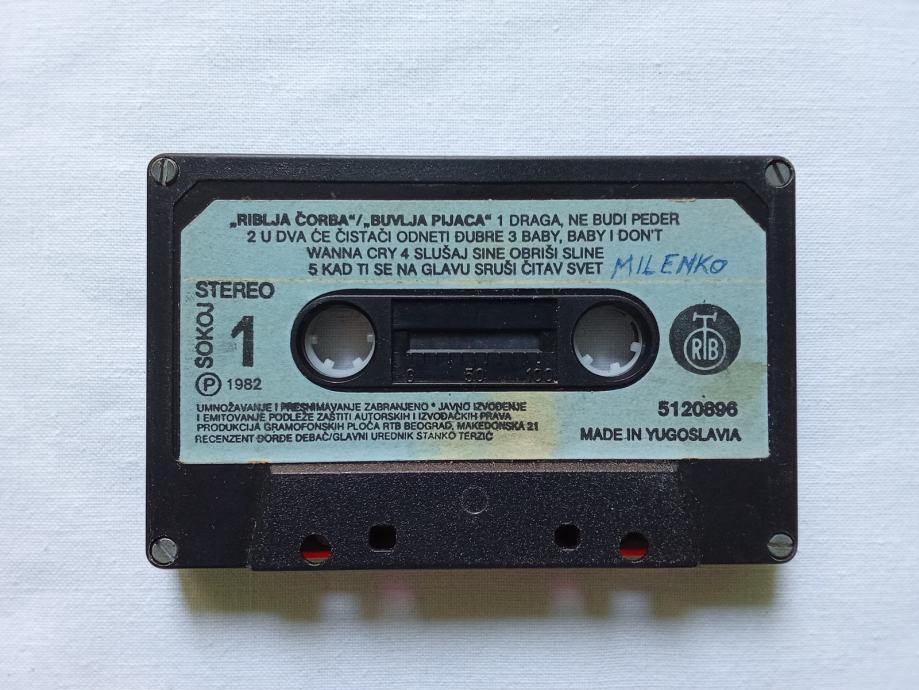 „RIBLJA ČORBA“/„BUVLJA PIJACA“ 1 DRAGA, NE BUDI PEDER
2 U DVA ĆE ČISTAČI ODNETI ĐUBRE 3 BABY, BABY I DON'T
WANNA CRY 4 SLUŠAJ SINE OBRIŠI SLINE
5 KAD TI SE NA GLAVU SRUŠI ČITAV SVET MILENKO
STEREO
SOKOJ
1
Ⓟ 1982
0 50 100
RTB
UMNOŽAVANJE I PRESNIMAVANJE ZABRANJENO * JAVNO IZVOĐENJE
I EMITOVANJE PODLEŽE ZAŠTITI AUTORSKIH I IZVOĐAČKIH PRAVA
PRODUKCIJA GRAMOFONSKIH PLOČA RTB BEOGRAD, MAKEDONSKA 21
RECENZENT ĐORĐE DEBAČ/GLAVNI UREDNIK STANKO TERZIĆ
5120896
MADE IN YUGOSLAVIA